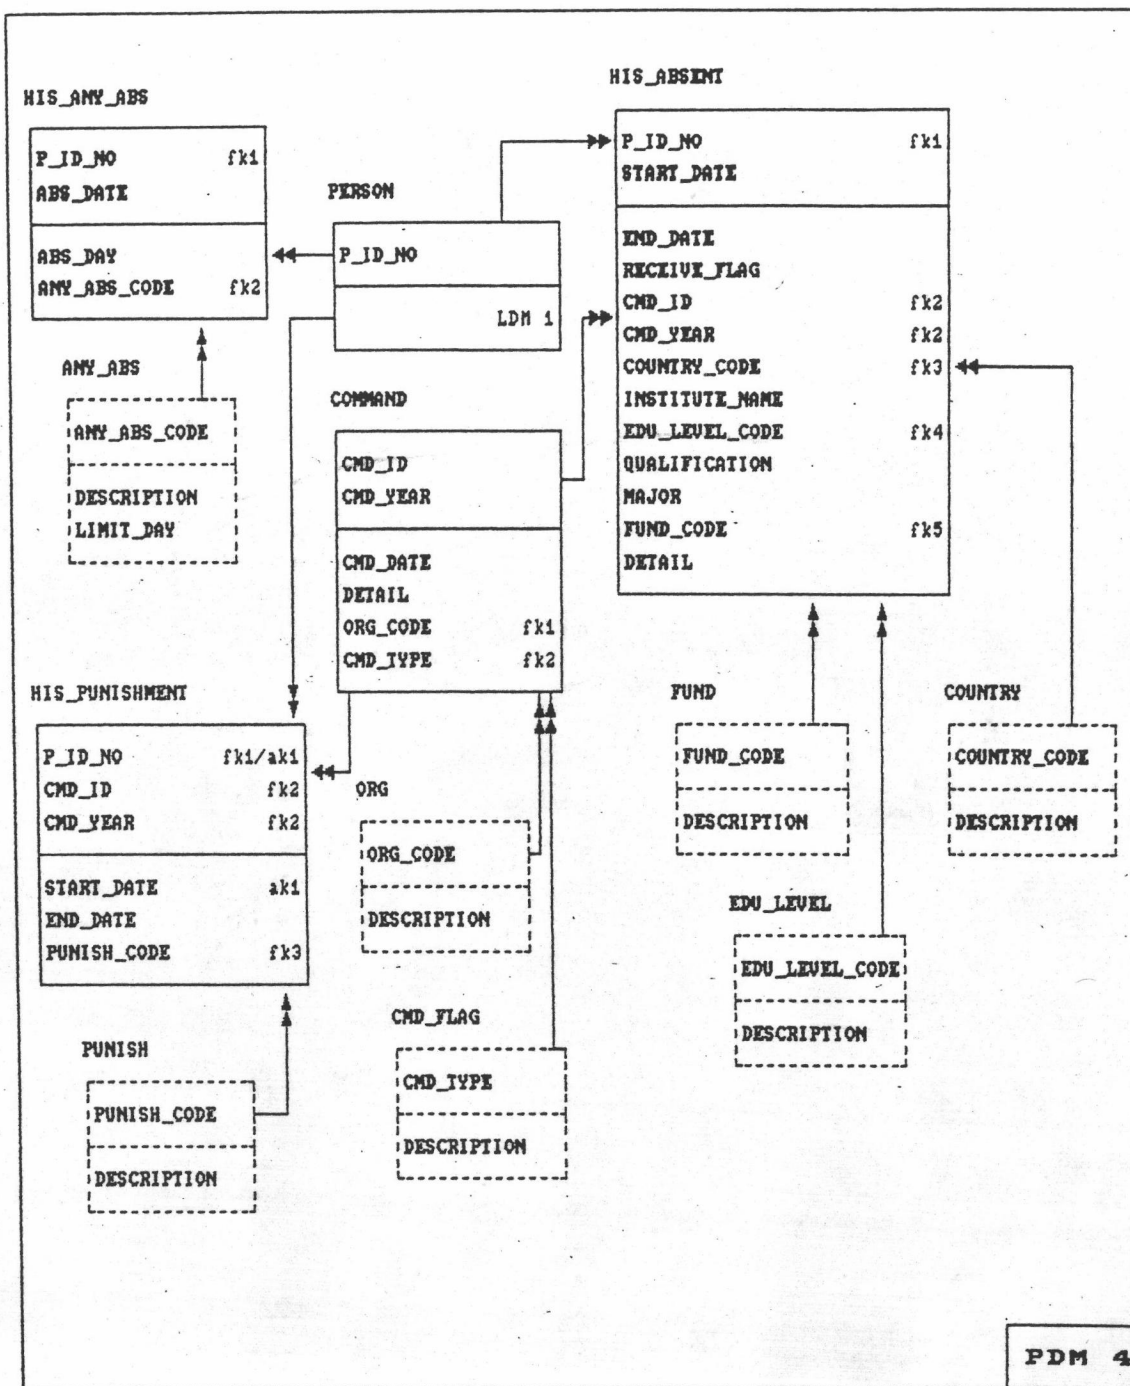 HIS_ANY_ABS
P_ID_NO fk1
ABS_DATE
ABS_DAY
ANY_ABS_CODE fk2
ANY_ABS
ANY_ABS_CODE
DESCRIPTION
LIMIT_DAY
PERSON
P_ID_NO
LDM 1
HIS_ABSENT
P_ID_NO fk1
START_DATE
END_DATE
RECEIVE_FLAG
CMD_ID fk2
CMD_YEAR fk2
COUNTRY_CODE fk3
INSTITUTE_NAME
EDU_LEVEL_CODE fk4
QUALIFICATION
MAJOR
FUND_CODE fk5
DETAIL
COMMAND
CMD_ID
CMD_YEAR
CMD_DATE
DETAIL
ORG_CODE fk1
CMD_TYPE fk2
HIS_PUNISHMENT
P_ID_NO fk1/ak1
CMD_ID fk2
CMD_YEAR fk2
START_DATE ak1
END_DATE
PUNISH_CODE fk3
ORG
ORG_CODE
DESCRIPTION
FUND
FUND_CODE
DESCRIPTION
COUNTRY
COUNTRY_CODE
DESCRIPTION
EDU_LEVEL
EDU_LEVEL_CODE
DESCRIPTION
PUNISH
PUNISH_CODE
DESCRIPTION
CMD_FLAG
CMD_TYPE
DESCRIPTION
PDM 4